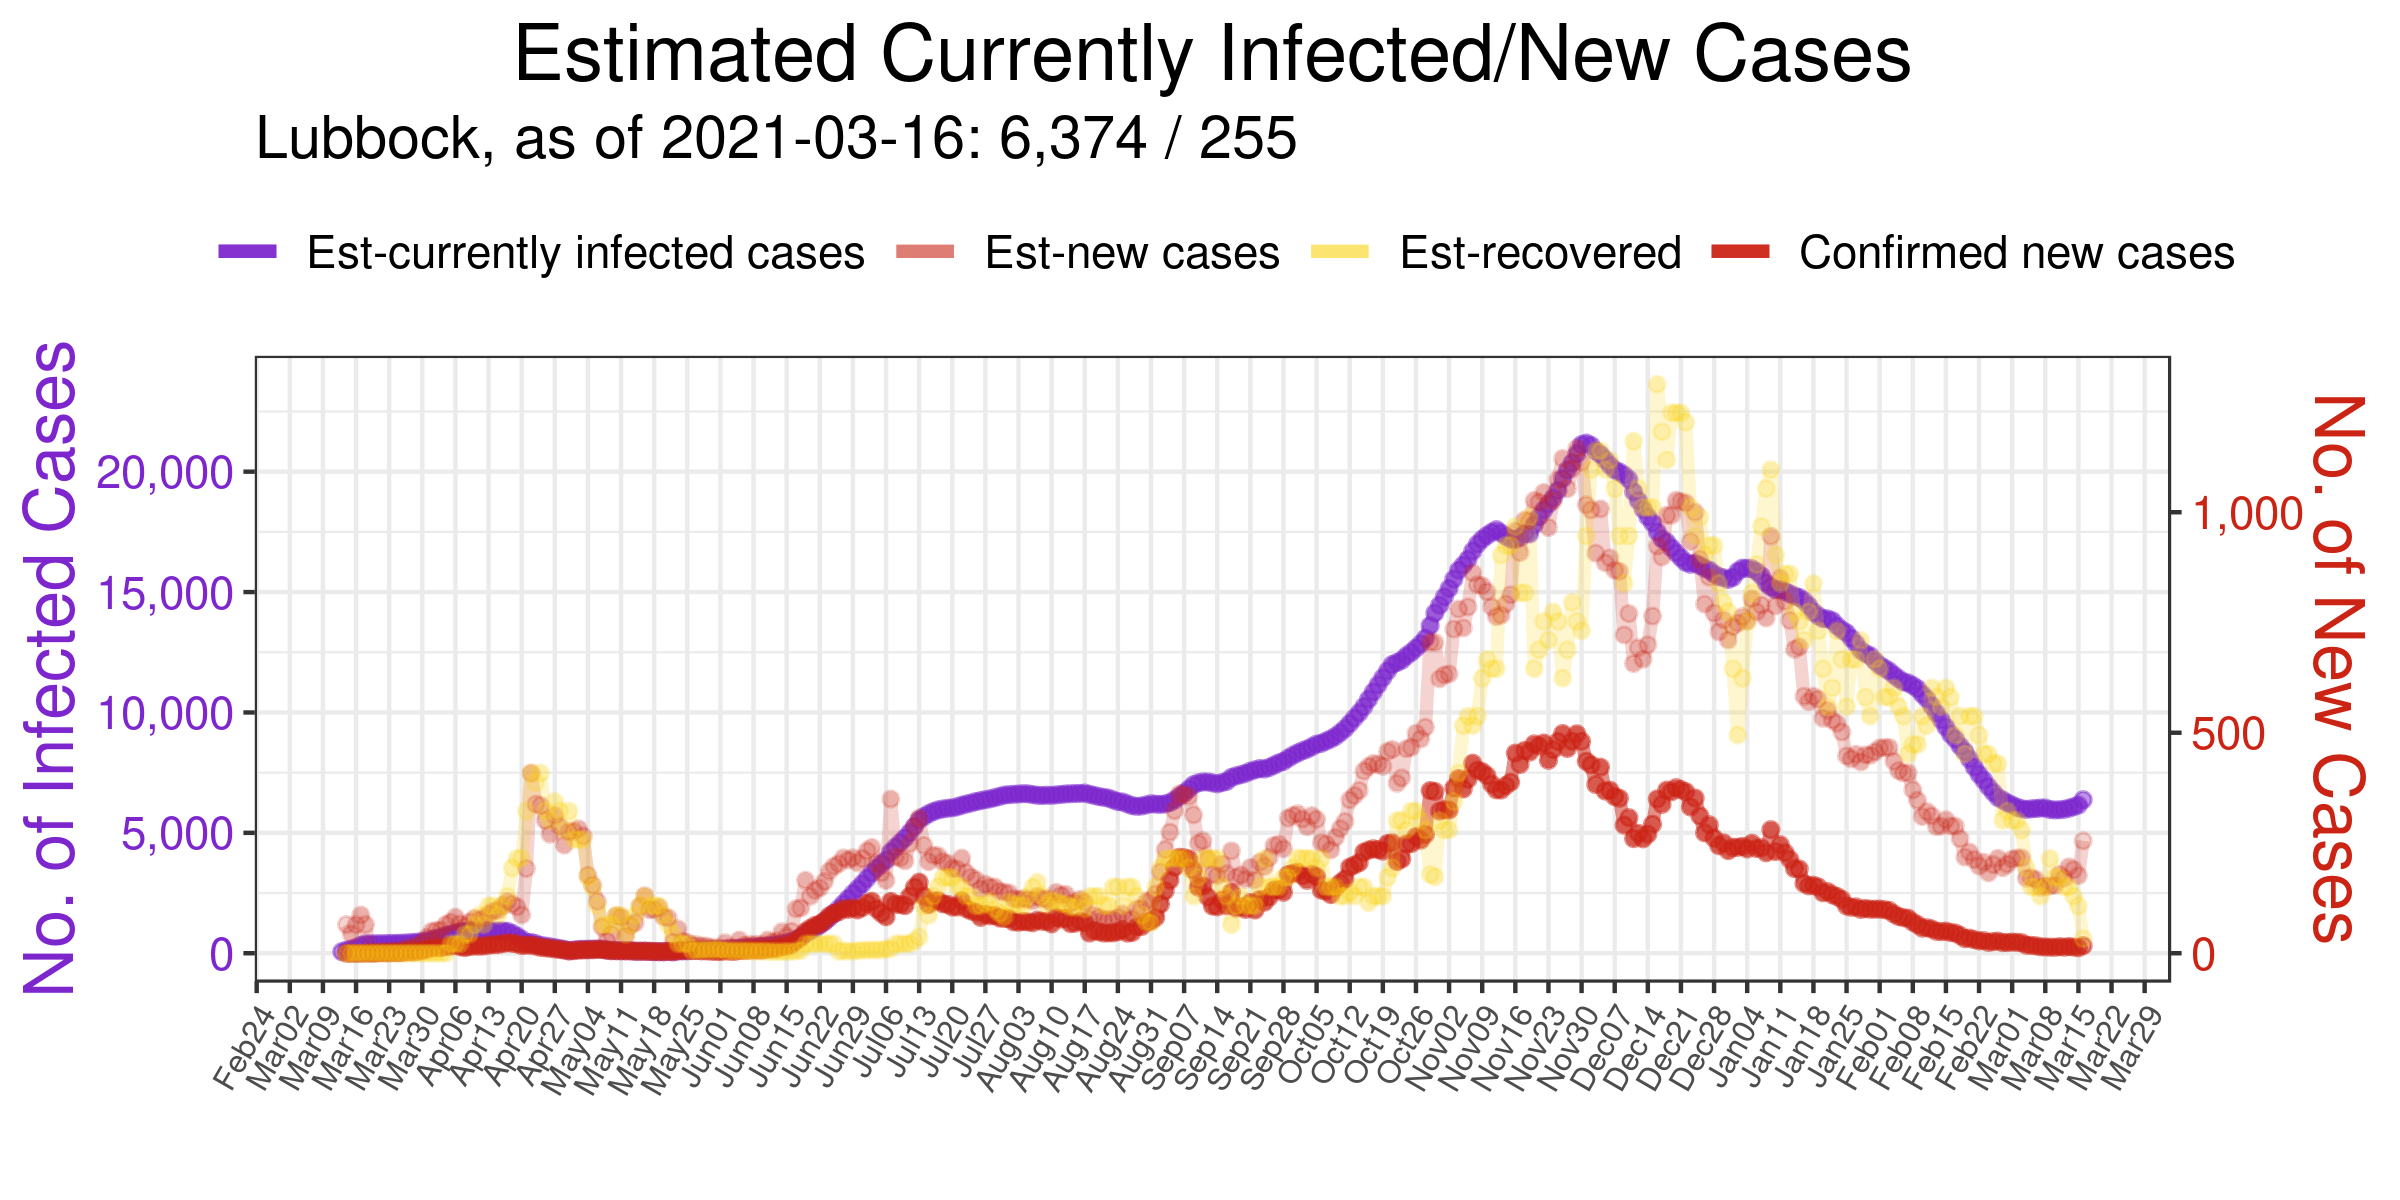 Estimated Currently Infected/New Cases
Lubbock, as of 2021-03-16: 6,374 / 255
Est-currently infected cases Est-new cases Est-recovered Confirmed new cases
No. of Infected Cases
20,000
15,000
10,000
5,000
0
1,000
500
0
No. of New Cases
Feb24 Mar02 Mar09 Mar16 Mar23 Mar30 Apr06 Apr13 Apr20 Apr27 May04 May11 May18 May25 Jun01 Jun08 Jun15 Jun22 Jun29 Jul06 Jul13 Jul20 Jul27 Aug03 Aug10 Aug17 Aug24 Aug31 Sep07 Sep14 Sep21 Sep28 Oct05 Oct12 Oct19 Oct26 Nov02 Nov09 Nov16 Nov23 Nov30 Dec07 Dec14 Dec21 Dec28 Jan04 Jan11 Jan18 Jan25 Feb01 Feb08 Feb15 Feb22 Mar01 Mar08 Mar15 Mar22 Mar29